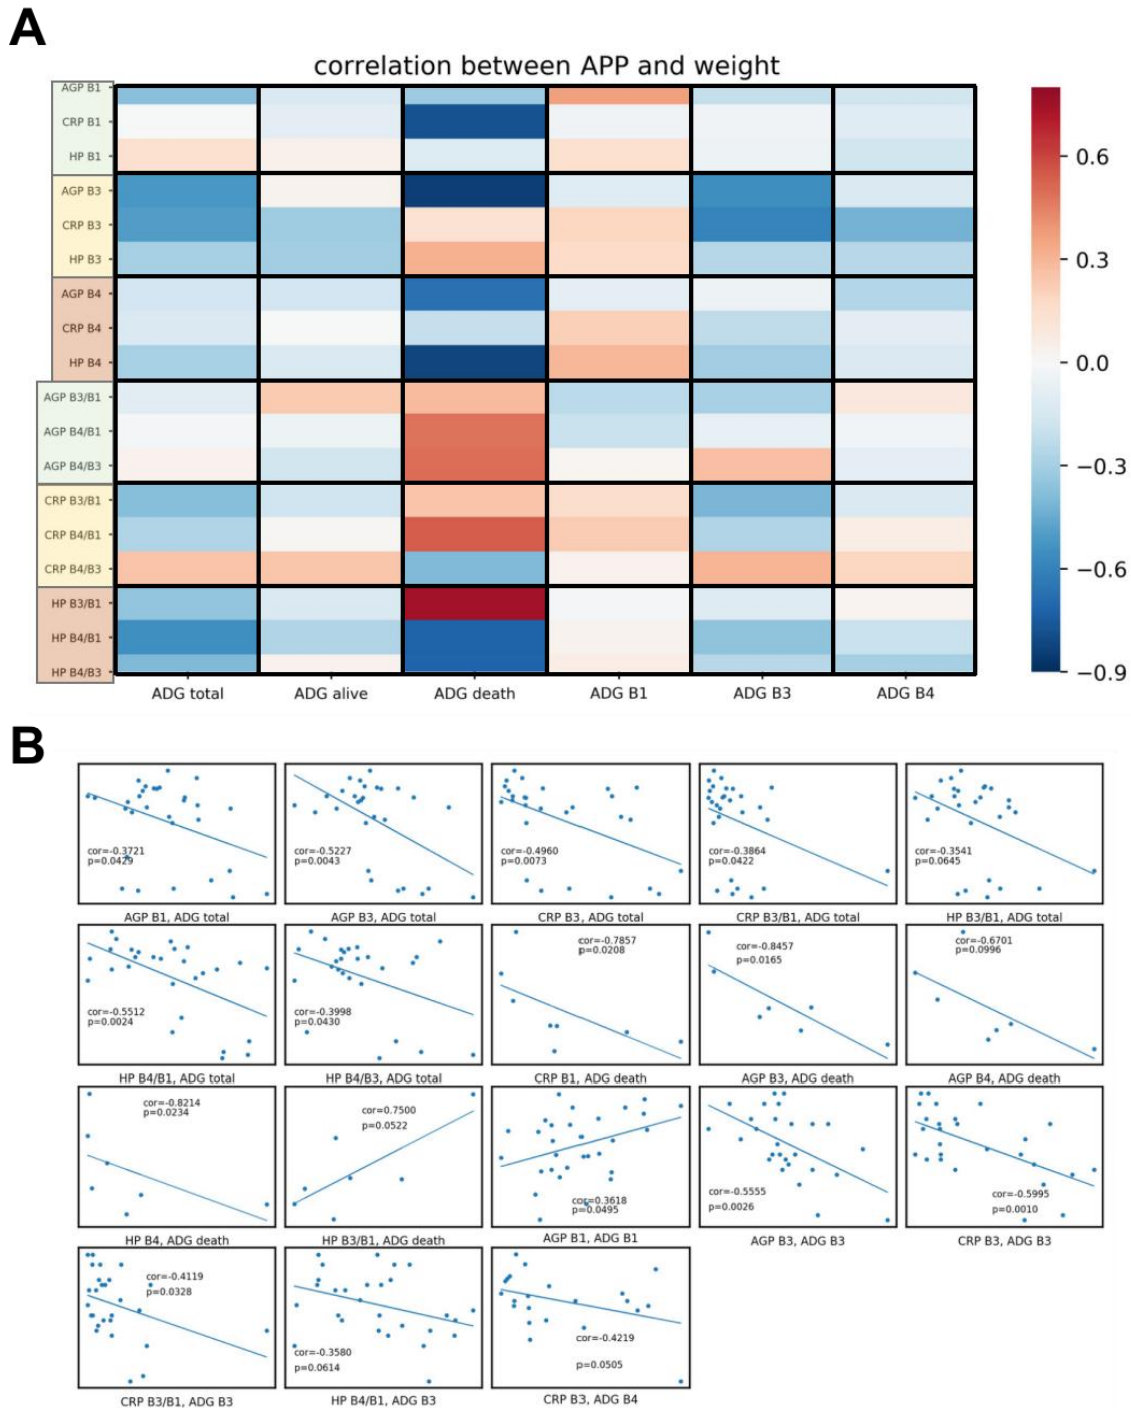 A
correlation between APP and weight
AGP B1
CRP B1
HP B1
AGP B3
CRP B3
HP B3
AGP B4
CRP B4
HP B4
AGP B3/B1
AGP B4/B1
AGP B4/B3
CRP B3/B1
CRP B4/B1
CRP B4/B3
HP B3/B1
HP B4/B1
HP B4/B3
ADG total ADG alive ADG death ADG B1 ADG B3 ADG B4
0.6
0.3
0.0
−0.3
−0.6
−0.9
B
cor=-0.3721
p=0.0429
AGP B1, ADG total
cor=-0.5227
p=0.0043
AGP B3, ADG total
cor=-0.4960
p=0.0073
CRP B3, ADG total
cor=-0.3864
p=0.0422
CRP B3/B1, ADG total
cor=-0.3541
p=0.0645
HP B3/B1, ADG total
cor=-0.5512
p=0.0024
HP B4/B1, ADG total
cor=-0.3998
p=0.0430
HP B4/B3, ADG total
cor=-0.7857
p=0.0208
CRP B1, ADG death
cor=-0.8457
p=0.0165
AGP B3, ADG death
cor=-0.6701
p=0.0996
AGP B4, ADG death
cor=-0.8214
p=0.0234
HP B4, ADG death
cor=0.7500
p=0.0522
HP B3/B1, ADG death
cor=0.3618
p=0.0495
AGP B1, ADG B1
cor=-0.5555
p=0.0026
AGP B3, ADG B3
cor=-0.5995
p=0.0010
CRP B3, ADG B3
cor=-0.4119
p=0.0328
CRP B3/B1, ADG B3
cor=-0.3580
p=0.0614
HP B4/B1, ADG B3
cor=-0.4219
p=0.0505
CRP B3, ADG B4